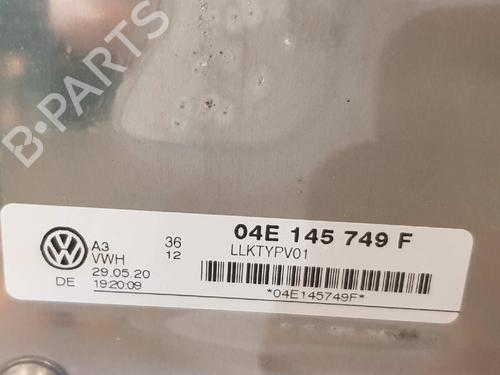 B-PARTS
A3 36 04E 145 749 F
VWH 12 LLKTYPV01
29.05.20
DE 19:20:09 *04E145749F*